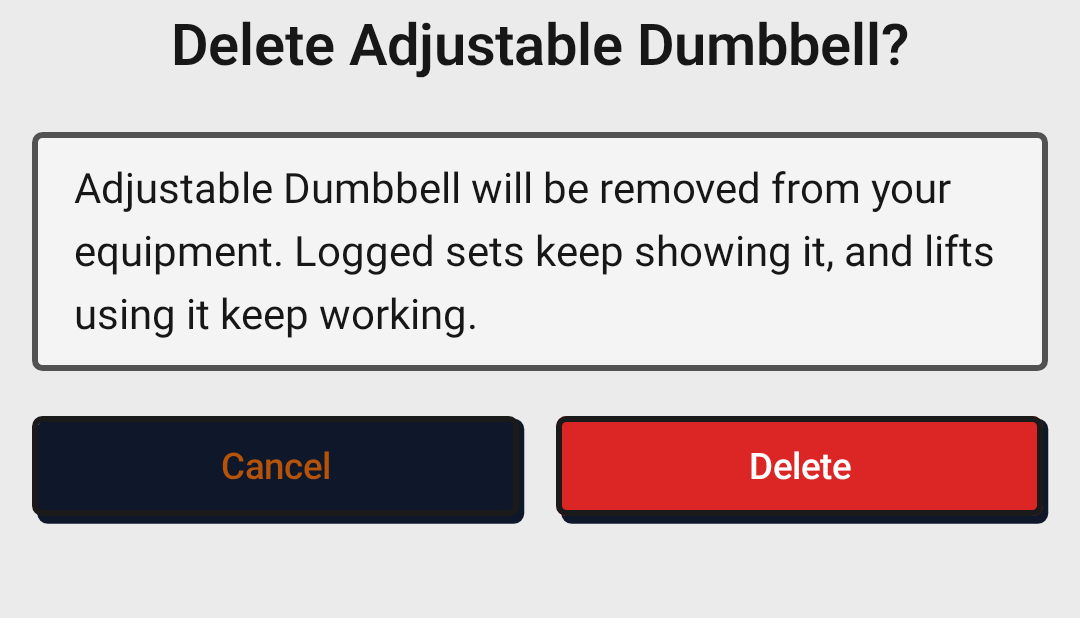 Delete Adjustable Dumbbell?
Adjustable Dumbbell will be removed from your
equipment. Logged sets keep showing it, and lifts
using it keep working.
Cancel
Delete